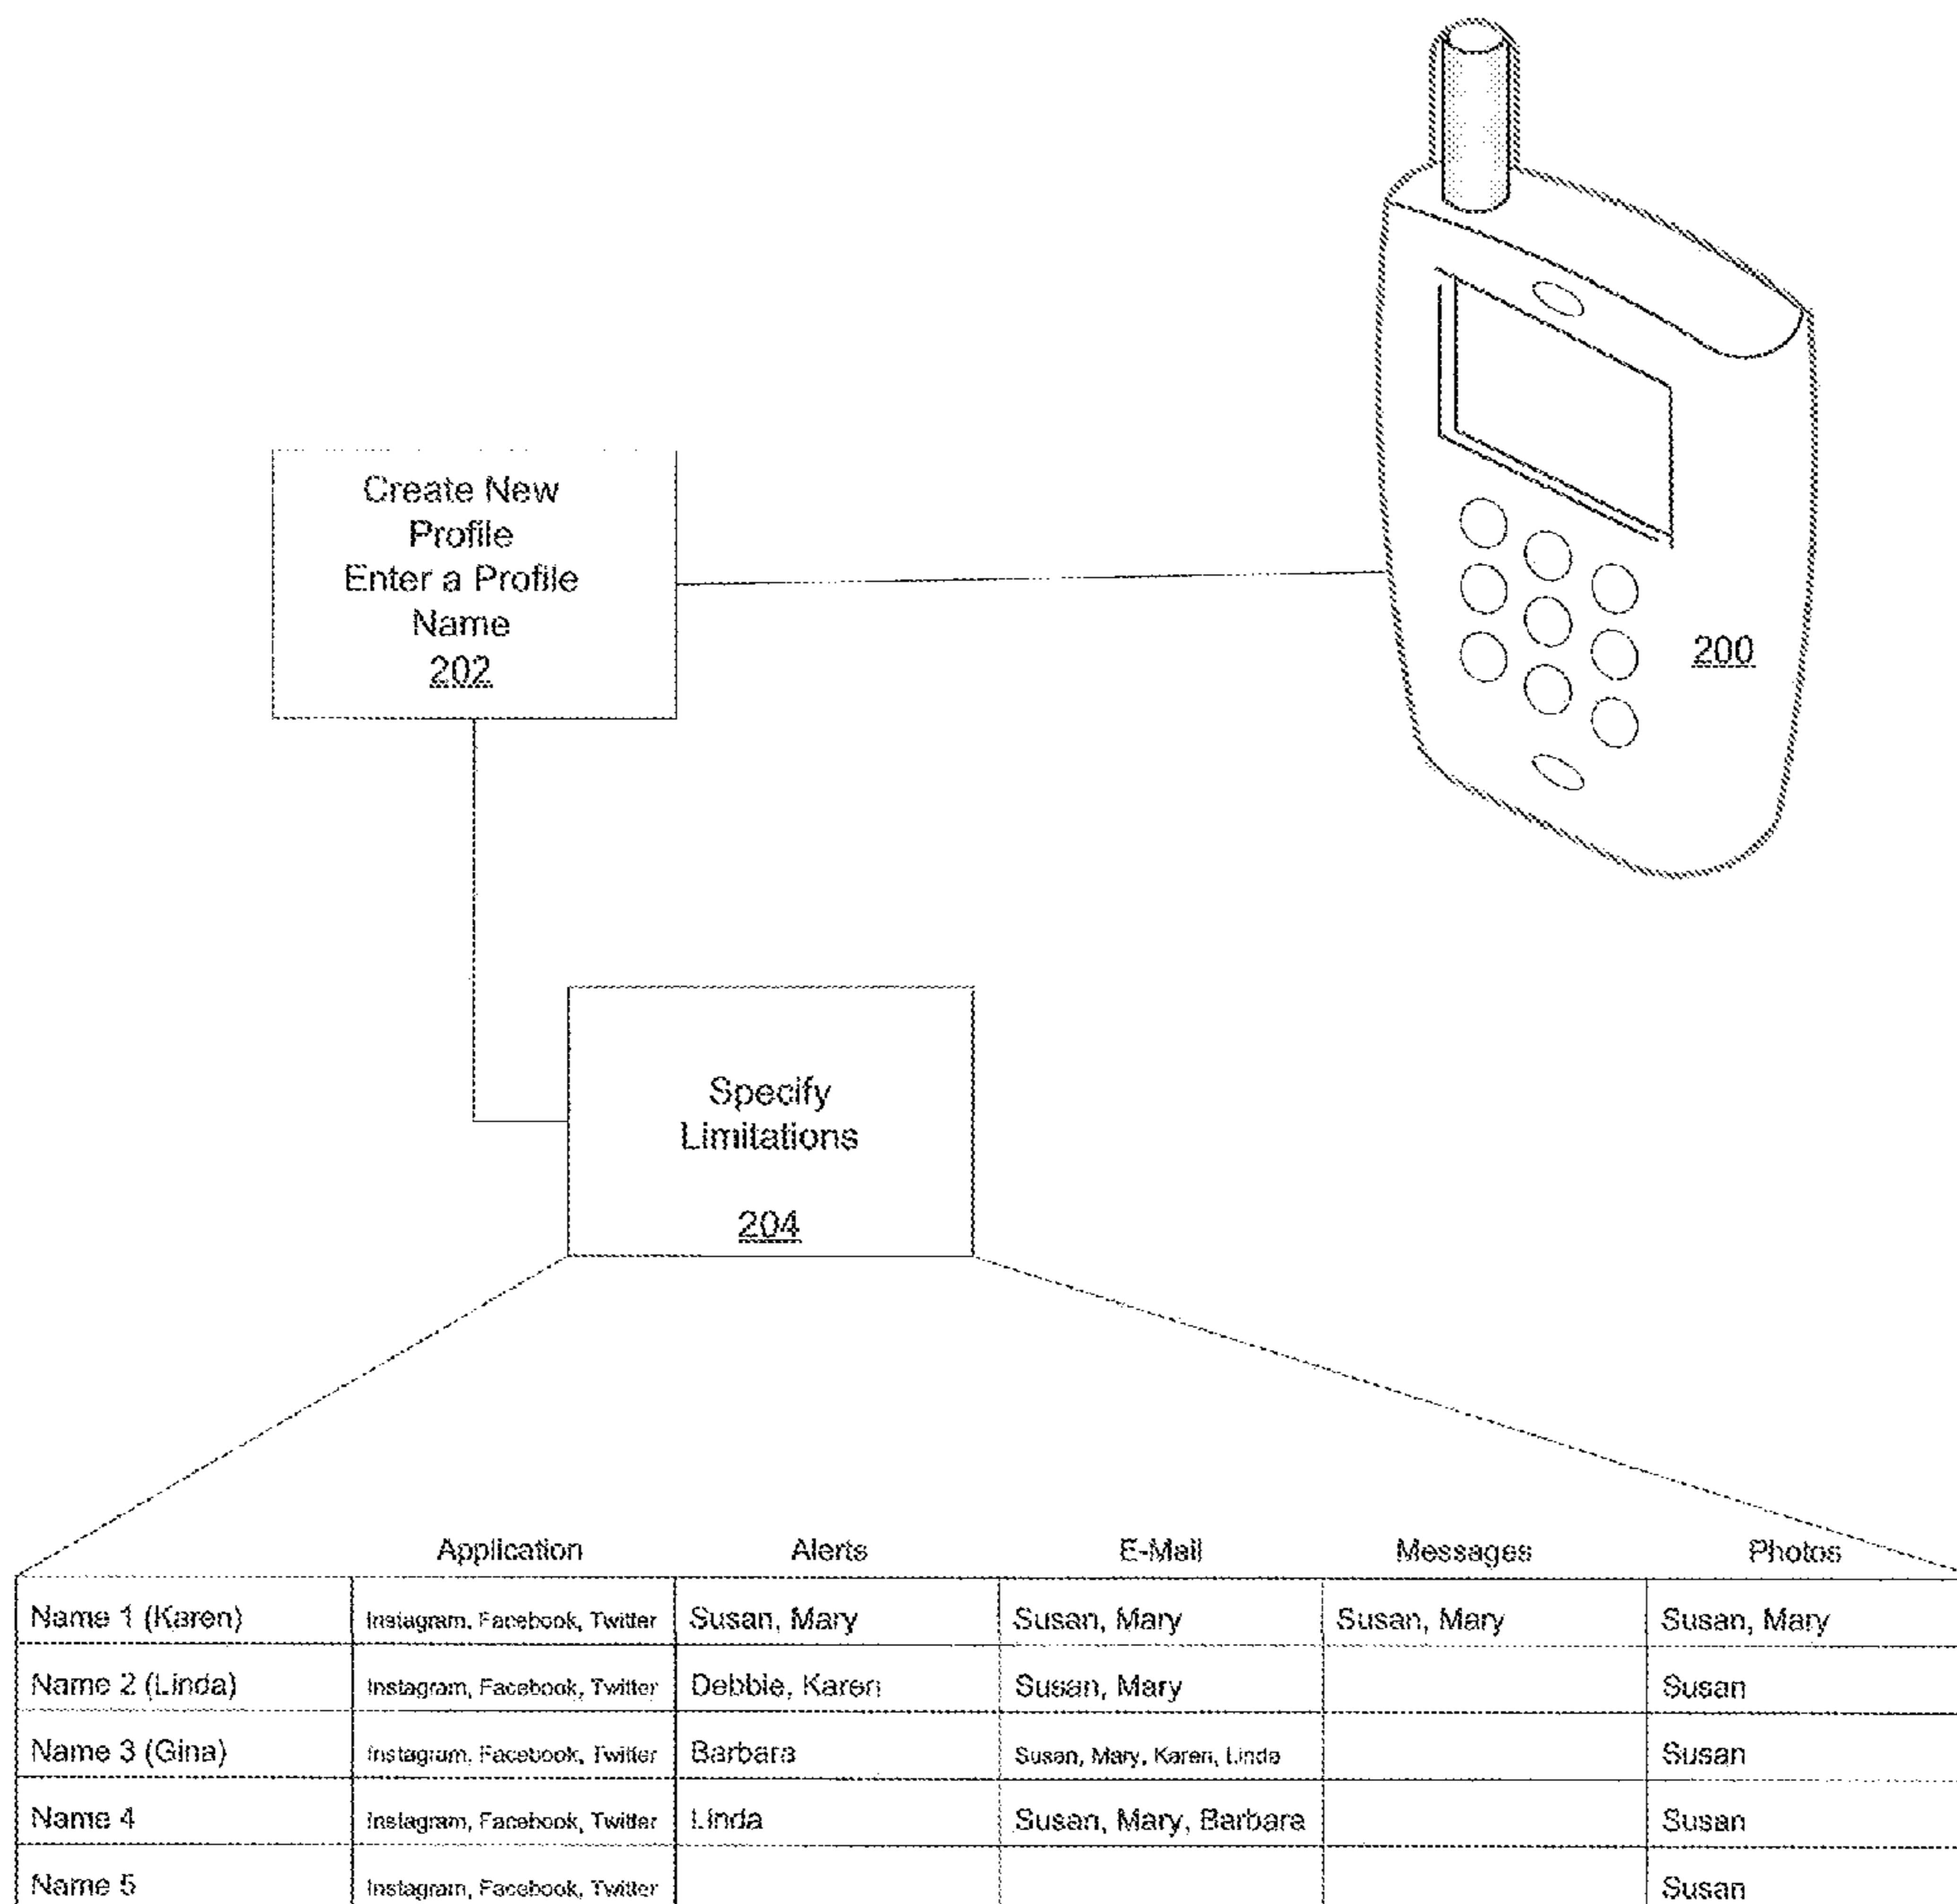 Create New
Profile
Enter a Profile
Name
202
200
Specify
Limitations
204
Application Alerts E-Mail Messages Photos
Name 1 (Karen) Instagram, Facebook, Twitter Susan, Mary Susan, Mary Susan, Mary Susan, Mary
Name 2 (Linda) Instagram, Facebook, Twitter Debbie, Karen Susan, Mary Susan
Name 3 (Gina) Instagram, Facebook, Twitter Barbara Susan, Mary, Karen, Linda Susan
Name 4 Instagram, Facebook, Twitter Linda Susan, Mary, Barbara Susan
Name 5 Instagram, Facebook, Twitter Susan